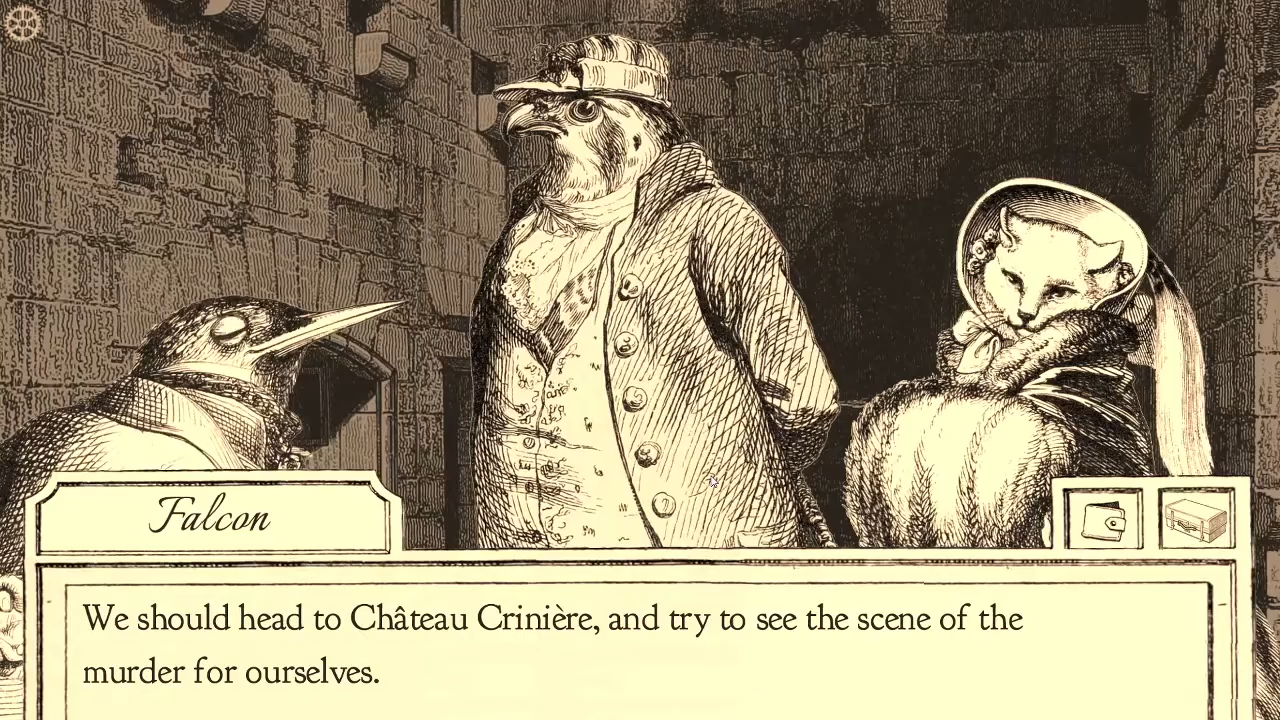 Falcon
We should head to Château Crinière, and try to see the scene of the
murder for ourselves.